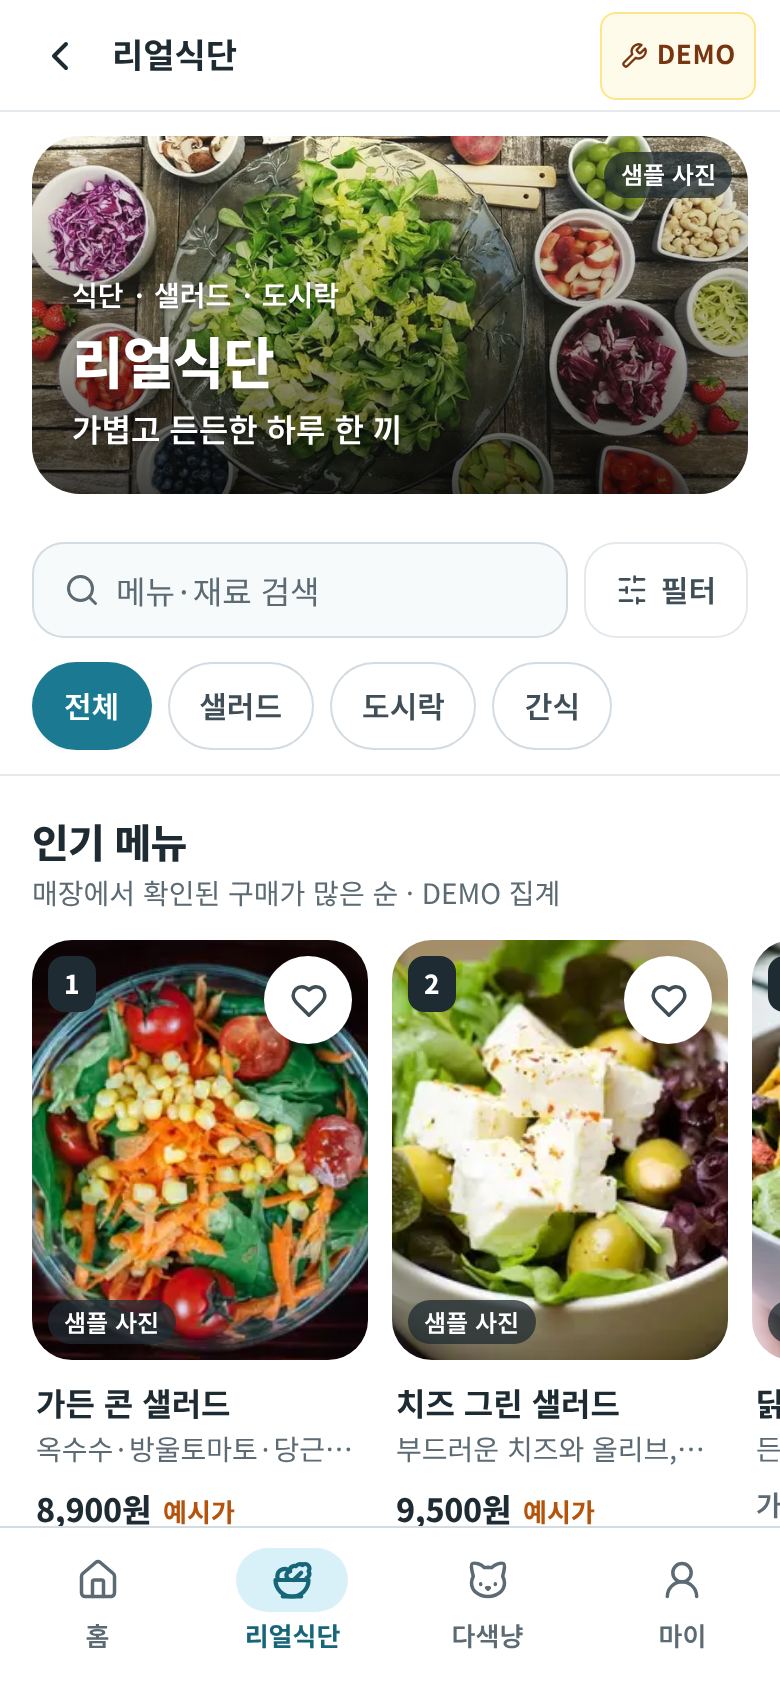 리얼식단
DEMO
샘플 사진
식단 · 샐러드 · 도시락
리얼식단
가볍고 든든한 하루 한 끼
메뉴·재료 검색
필터
전체
샐러드
도시락
간식
인기 메뉴
매장에서 확인된 구매가 많은 순 · DEMO 집계
1
2
샘플 사진
샘플 사진
가든 콘 샐러드
치즈 그린 샐러드
옥수수·방울토마토·당근…
부드러운 치즈와 올리브,…
든
가
8,900원 예시가
9,500원 예시가
홈
리얼식단
다색냥
마이